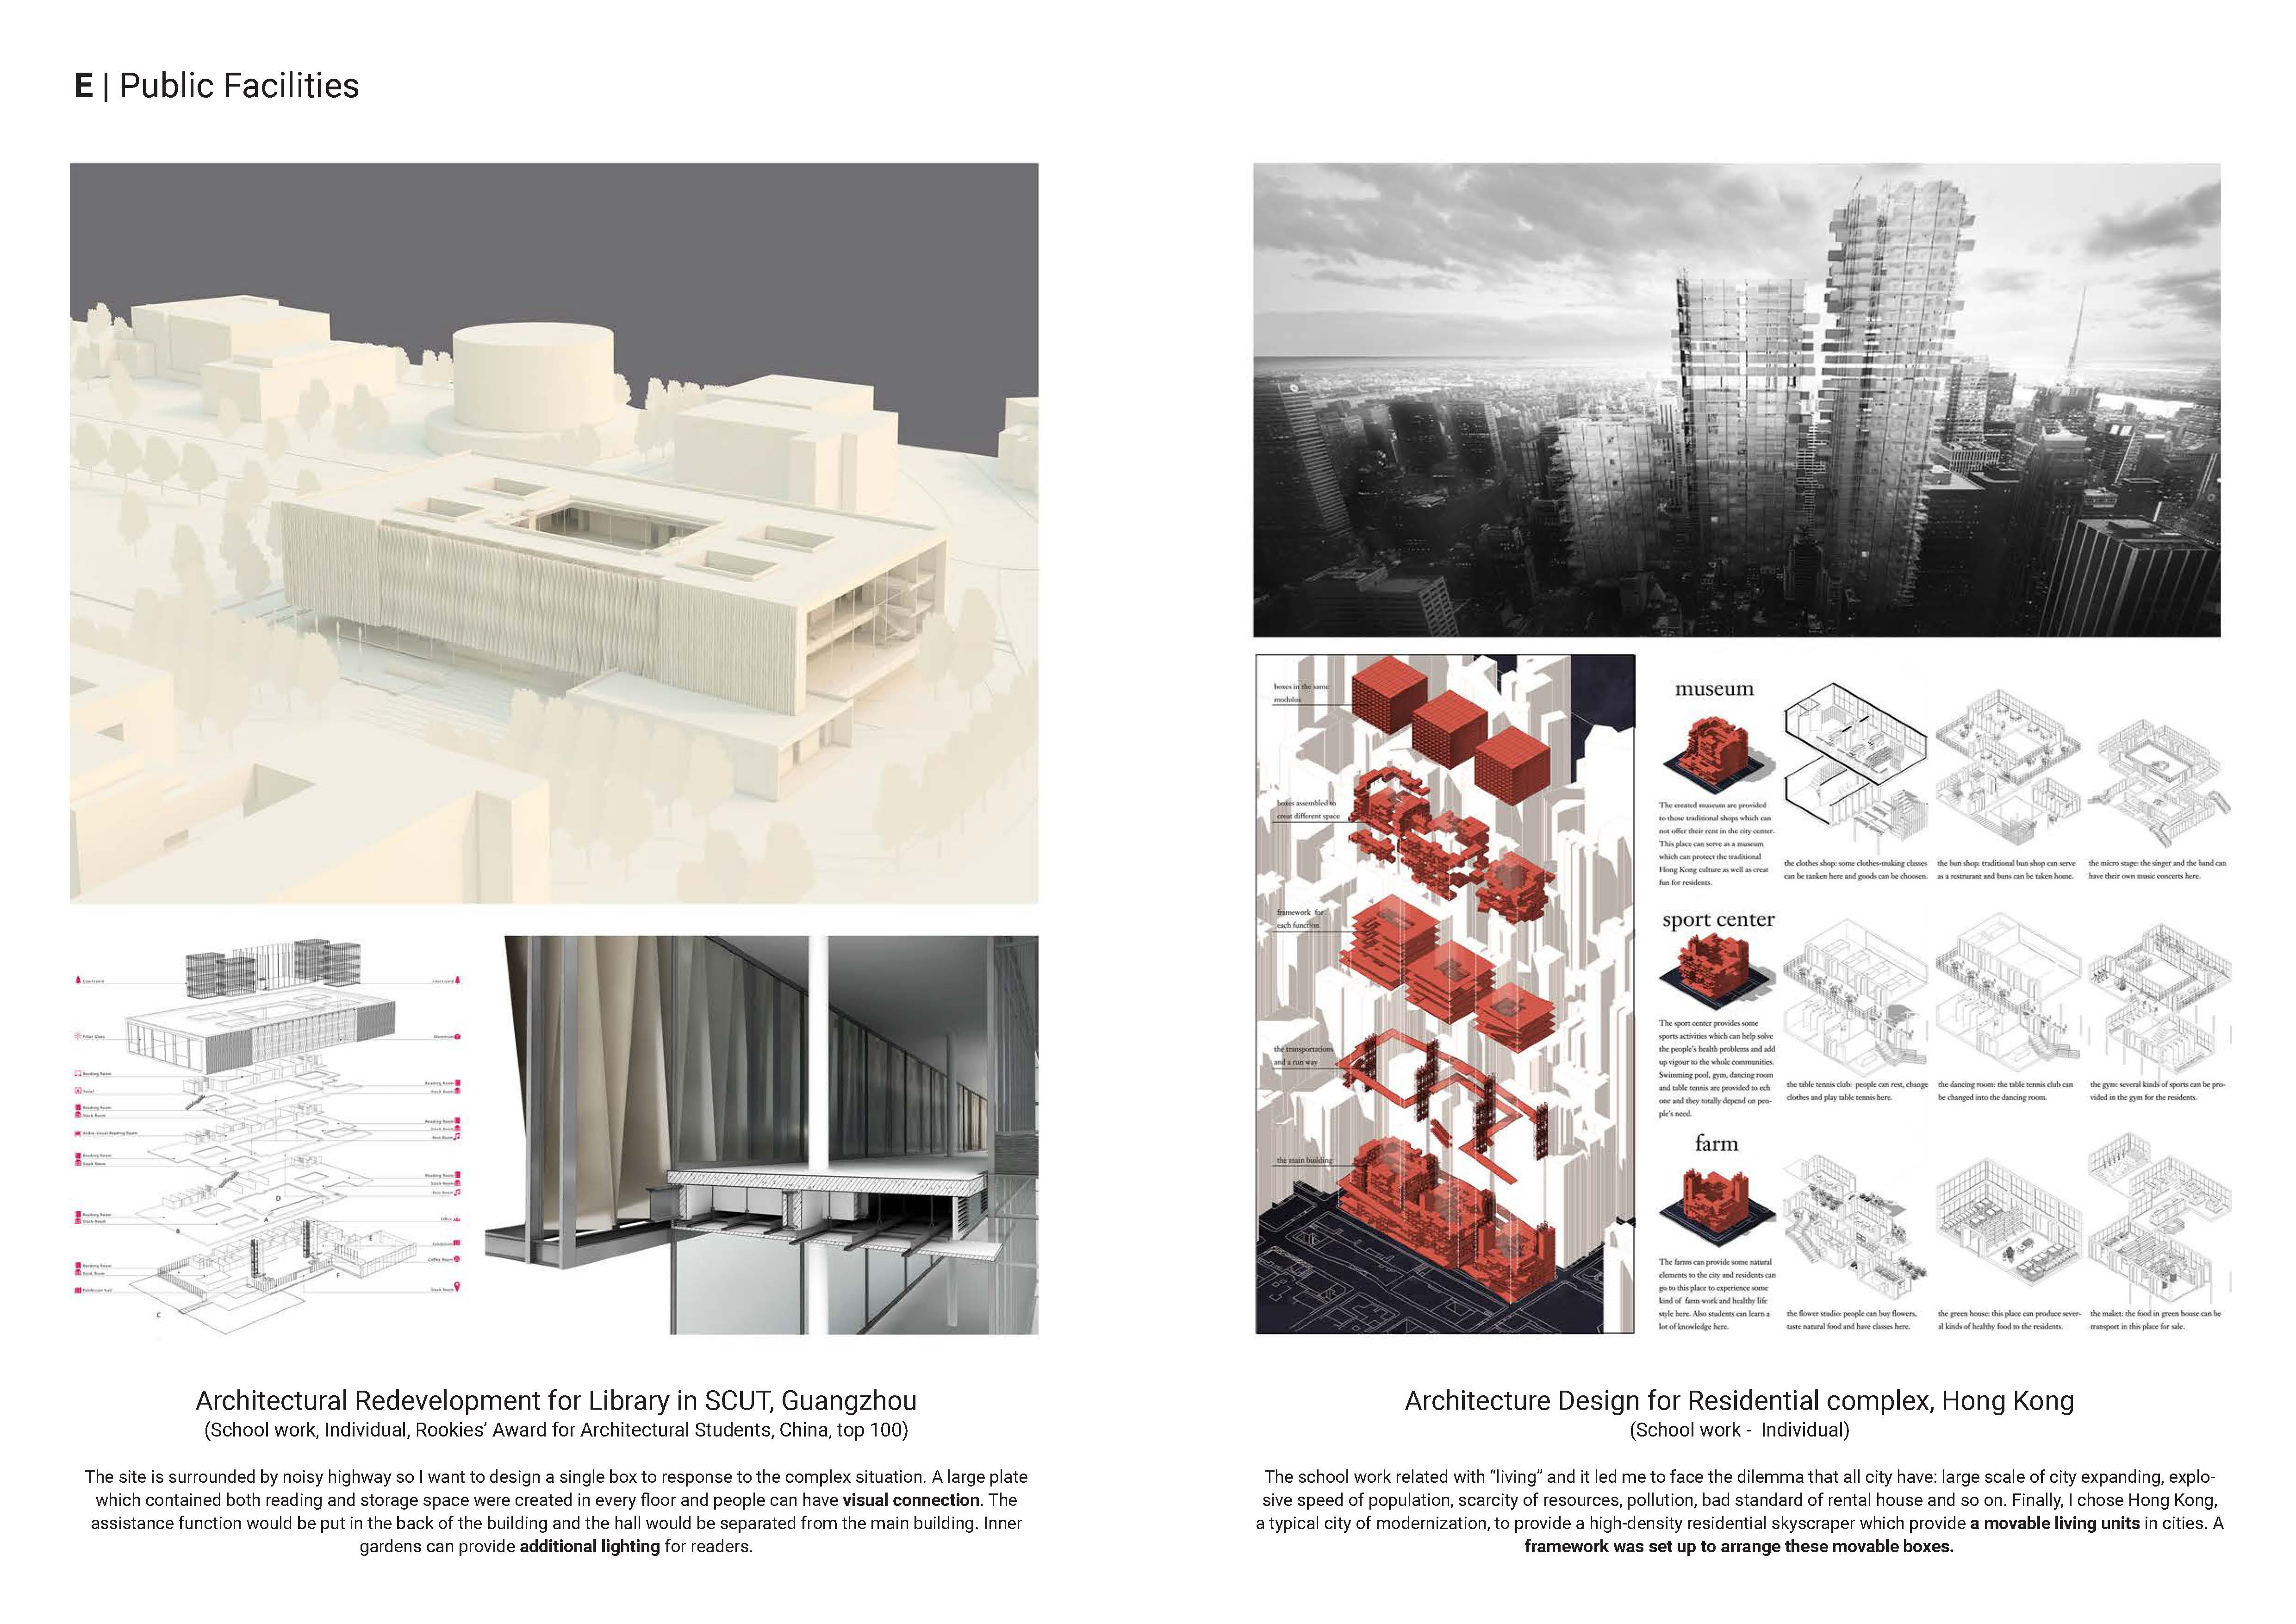 E | Public Facilities
Courtyard
Courtyard
Aluminum
Reading Room
Toilet
Reading Room
Stack Room
Reading Room
Stack Room
Audio-visual Reading Room
Reading Room
Stack Room
Rest Room
Reading Room
Stack Room
Reading Room
Stack Room
Rest Room
D
A
B
Reading Room
Stack Room
Office
E
Exhibition
Coffee Room
F
Reading Room
Stack Room
Exhibition hall
Stack Room
C
boxes in the same
modulus
boxes assembled to
creat different space
framework for
each function
the transportations
and a run way
the main building
museum
The created museum are provided
to those traditional shops which can
not offer their rent in the city center.
This place can serve as a museum
which can protect the traditional
Hong Kong culture as well as creat
fun for residents.
the clothes shop: some clothes-making classes
can be tanken here and goods can be choosen.
the bun shop: traditional bun shop can serve
as a restrurant and buns can be taken home.
the micro stage: the singer and the band can
have their own music concerts here.
sport center
The sport center provides some
sports activities which can help solve
the people's health problems and add
up vigour to the whole communities.
Swimming pool, gym, dancing room
and table tennis are provided to ech
one and they totally depend on peo-
ple's need.
the table tennis club: people can rest, change
clothes and play table tennis here.
the dancing room: the table tennis club can
be changed into the dancing room.
the gym: several kinds of sports can be pro-
vided in the gym for the residents.
farm
The farms can provide some natural
elements to the city and residents can
go to this place to experience some
kind of farm work and healthy life
style here. Also students can learn a
lot of knowledge here.
the flower studio: people can buy flowers,
taste natural food and have classes here.
the green house: this place can produce sever-
al kinds of healthy food to the residents.
the maket: the food in green house can be
transport in this place for sale.
Architectural Redevelopment for Library in SCUT, Guangzhou
(School work, Individual, Rookies’ Award for Architectural Students, China, top 100)
The site is surrounded by noisy highway so I want to design a single box to response to the complex situation. A large plate
which contained both reading and storage space were created in every floor and people can have visual connection. The
assistance function would be put in the back of the building and the hall would be separated from the main building. Inner
gardens can provide additional lighting for readers.
Architecture Design for Residential complex, Hong Kong
(School work - Individual)
The school work related with “living” and it led me to face the dilemma that all city have: large scale of city expanding, explo-
sive speed of population, scarcity of resources, pollution, bad standard of rental house and so on. Finally, I chose Hong Kong,
a typical city of modernization, to provide a high-density residential skyscraper which provide a movable living units in cities. A
framework was set up to arrange these movable boxes.